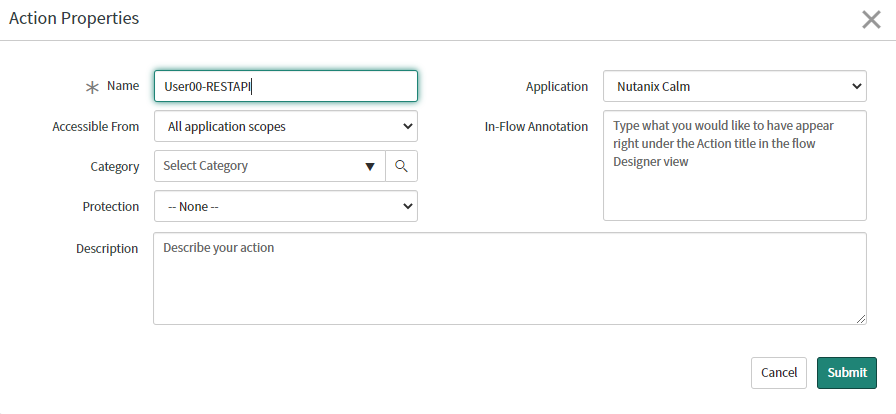 Action Properties
Name
User00-RESTAPI
Application
Nutanix Calm
Accessible From
All application scopes
In-Flow Annotation
Type what you would like to have appear
right under the Action title in the flow
Designer view
Category
Select Category
Protection
-- None --
Description
Describe your action
Cancel
Submit